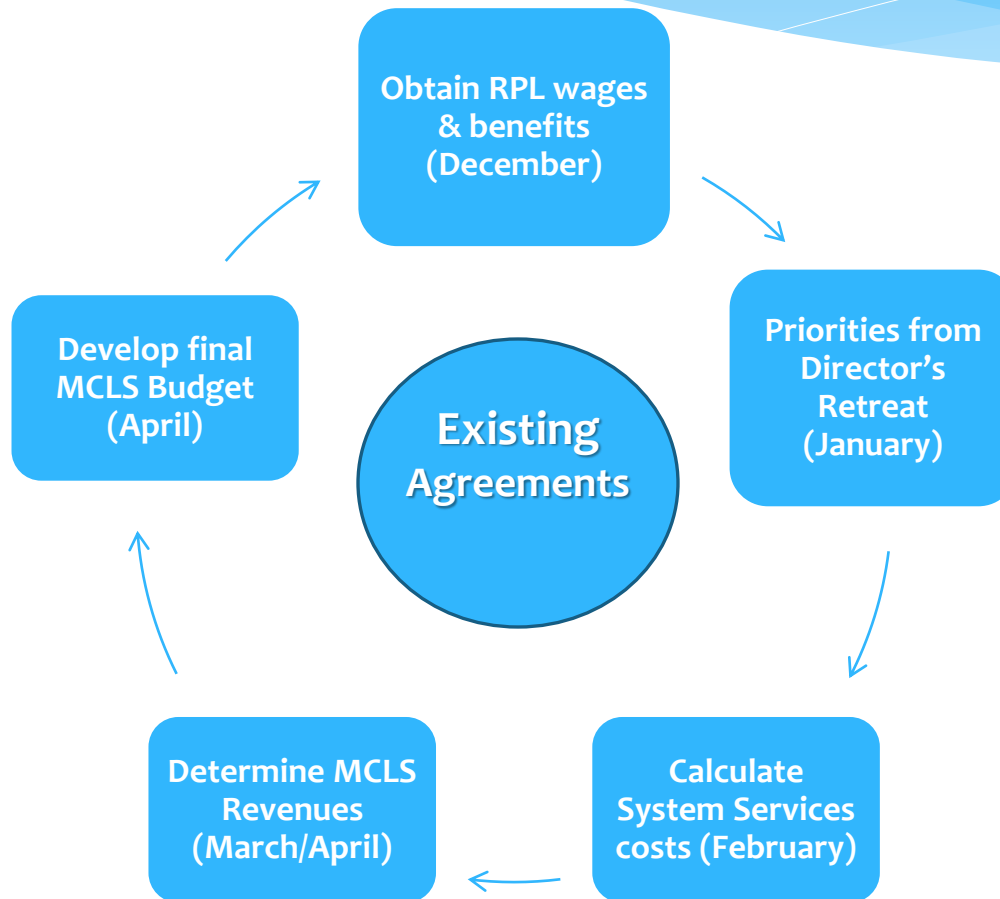 Obtain RPL wages
& benefits
(December)
Priorities from
Director’s
Retreat
(January)
Calculate
System Services
costs (February)
Determine MCLS
Revenues
(March/April)
Develop final
MCLS Budget
(April)
Existing
Agreements